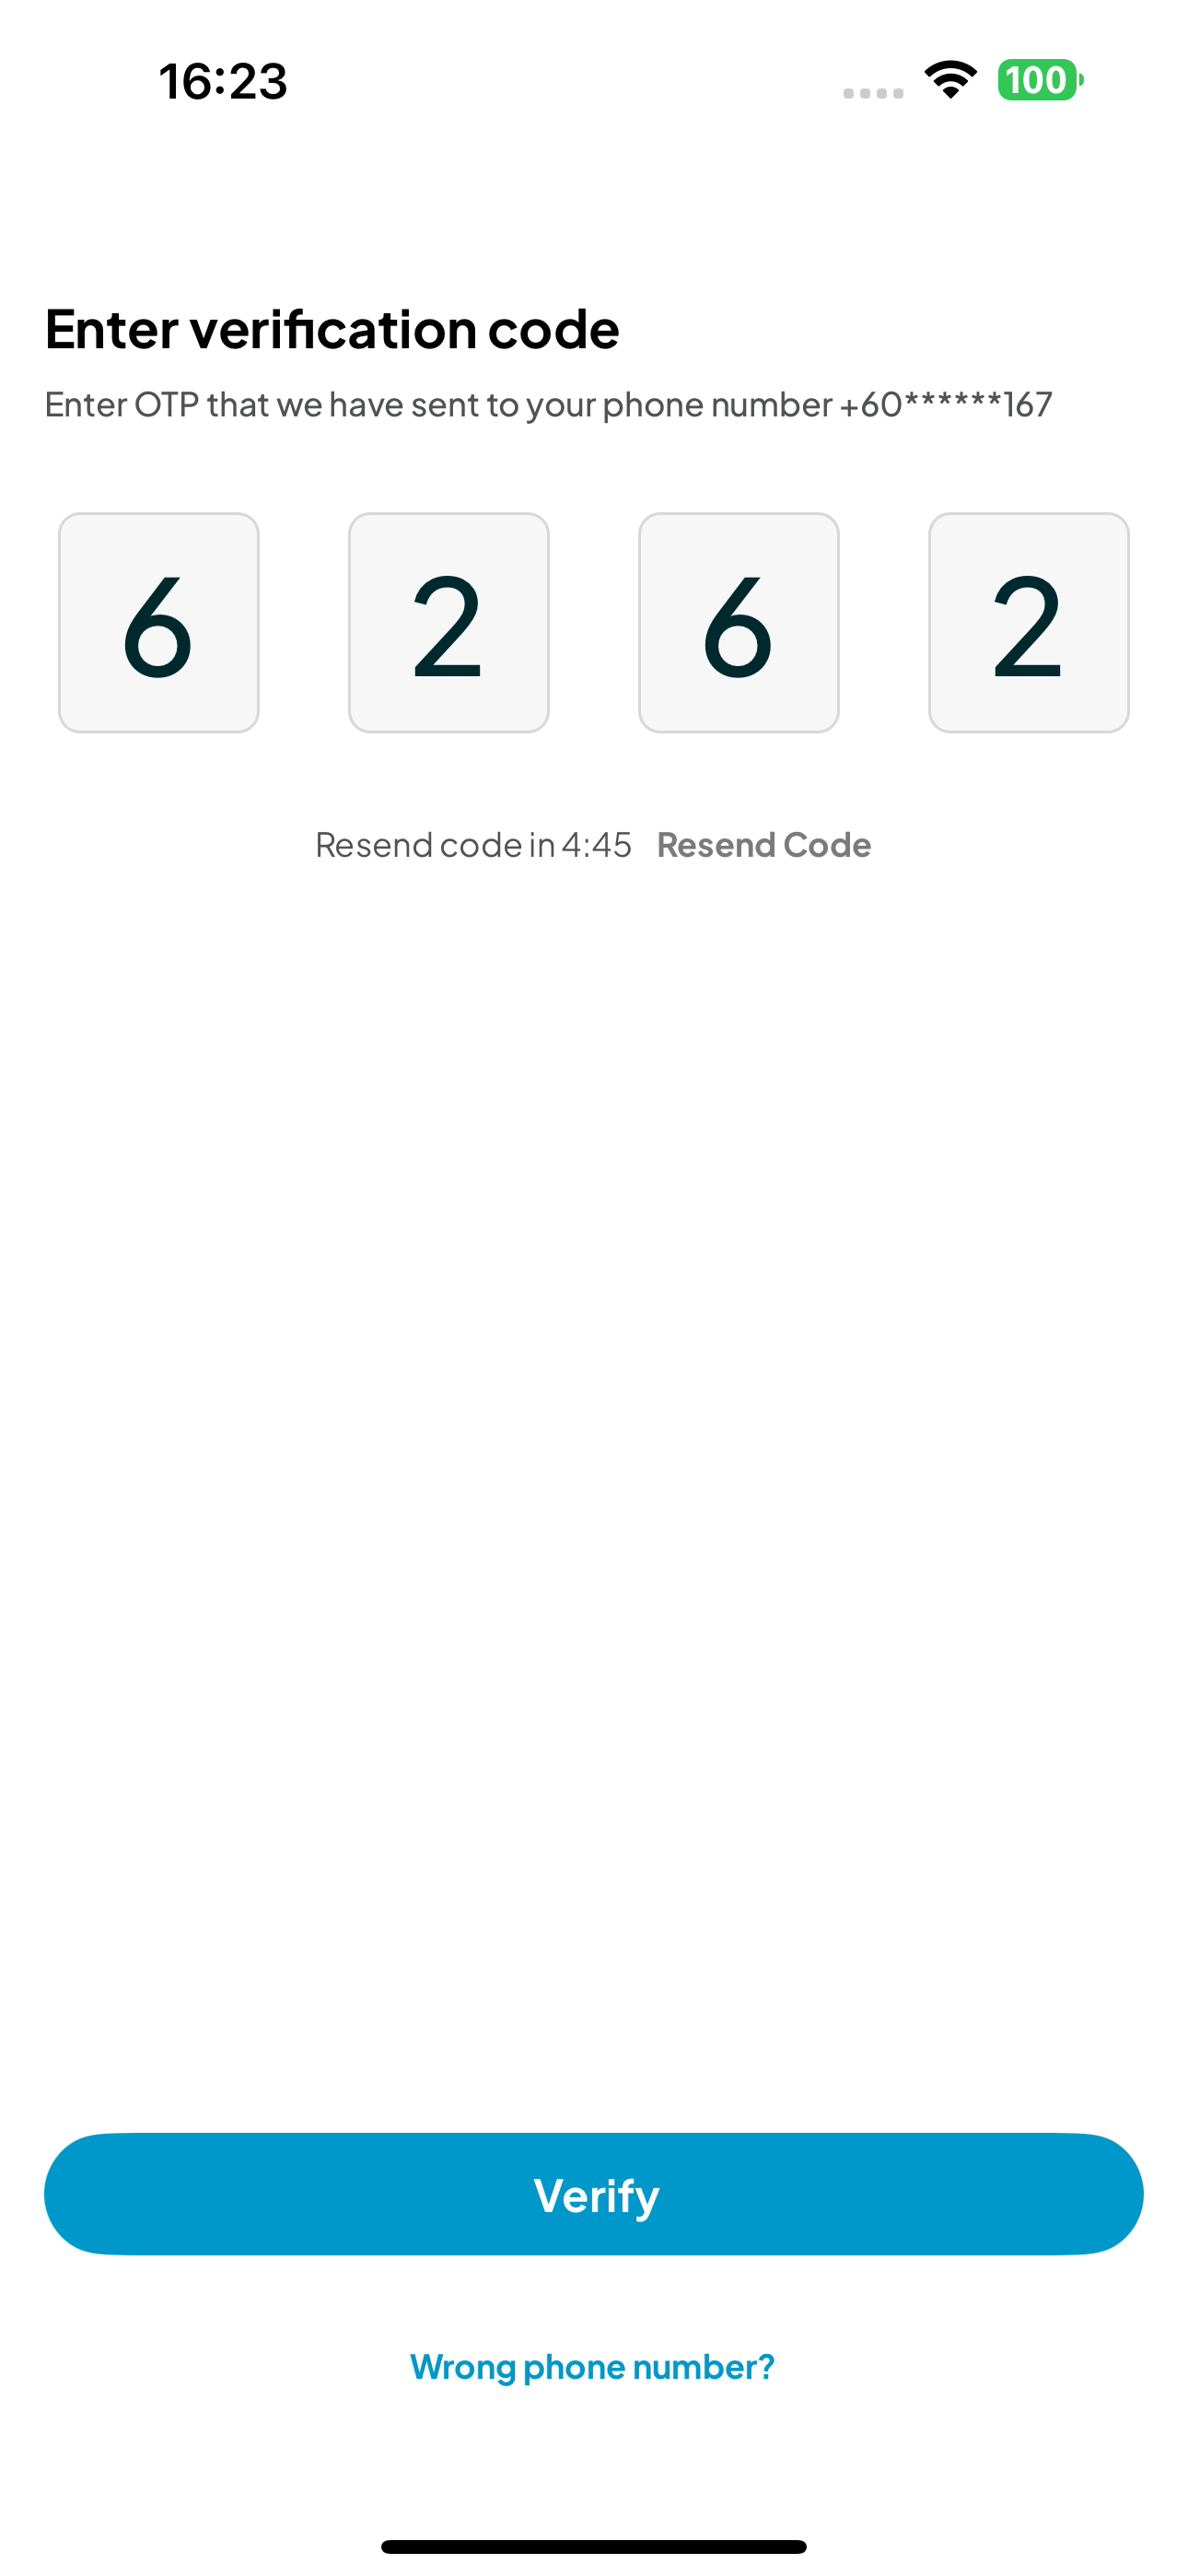 16:23
100
Enter verification code
Enter OTP that we have sent to your phone number +60******167
6 2 6 2
Resend code in 4:45 Resend Code
Verify
Wrong phone number?